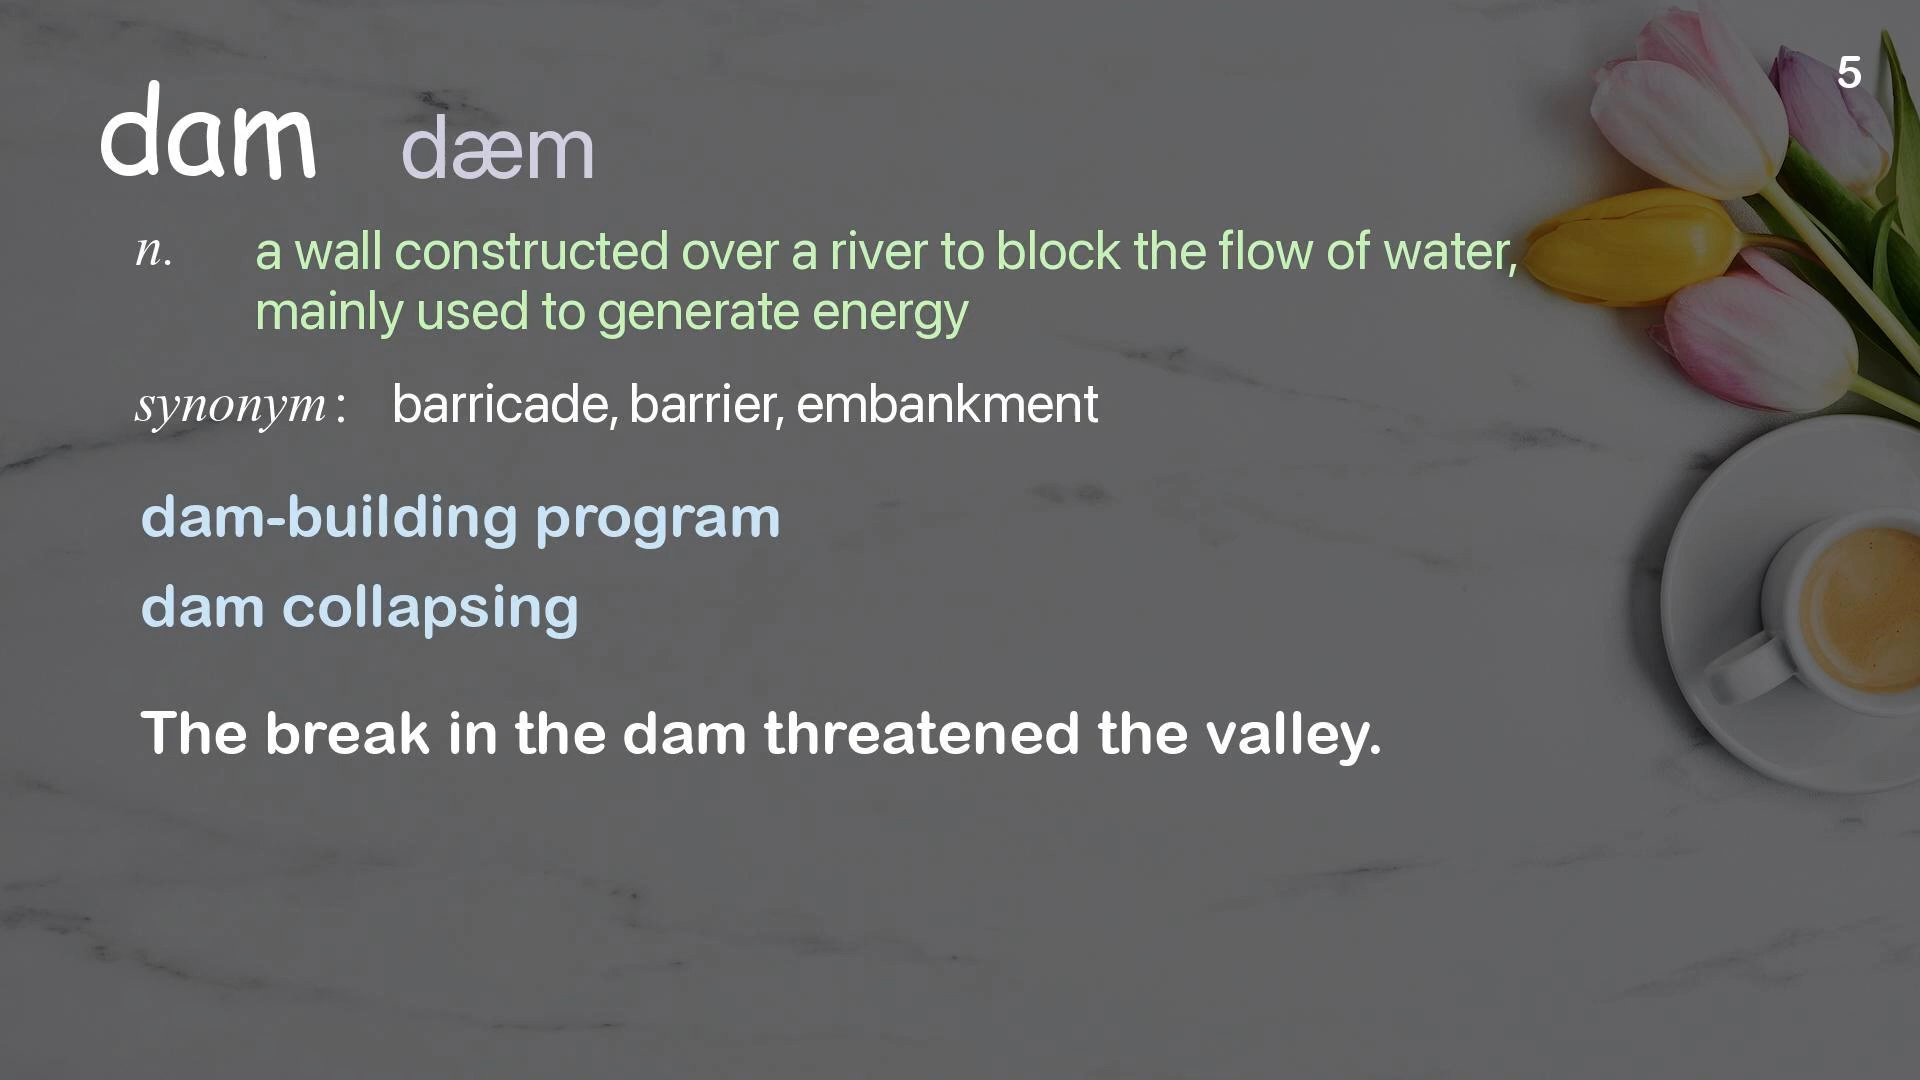 5
dam dæm
n. a wall constructed over a river to block the flow of water,
mainly used to generate energy
synonym : barricade, barrier, embankment
dam-building program
dam collapsing
The break in the dam threatened the valley.